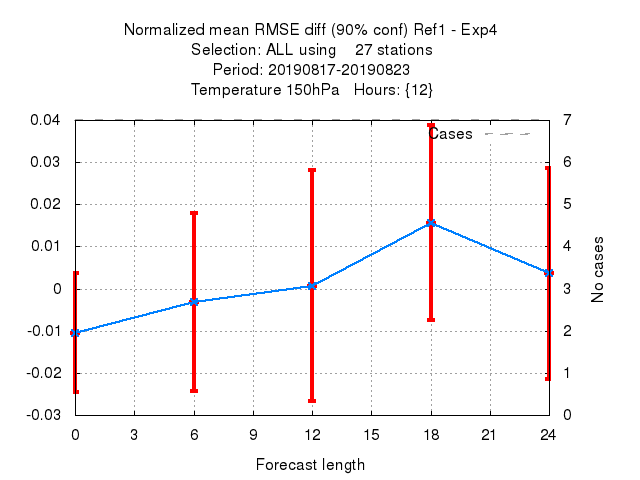 Normalized mean RMSE diff (90% conf) Ref1 - Exp4
Selection: ALL using 27 stations
Period: 20190817-20190823
Temperature 150hPa Hours: {12}
Cases
0.04
0.04
0.02
0.01
0
-0.01
-0.02
-0.03
7
6
5
4
3
2
1
0
No cases
0 3 6 9 12 15 18 21 24
Forecast length